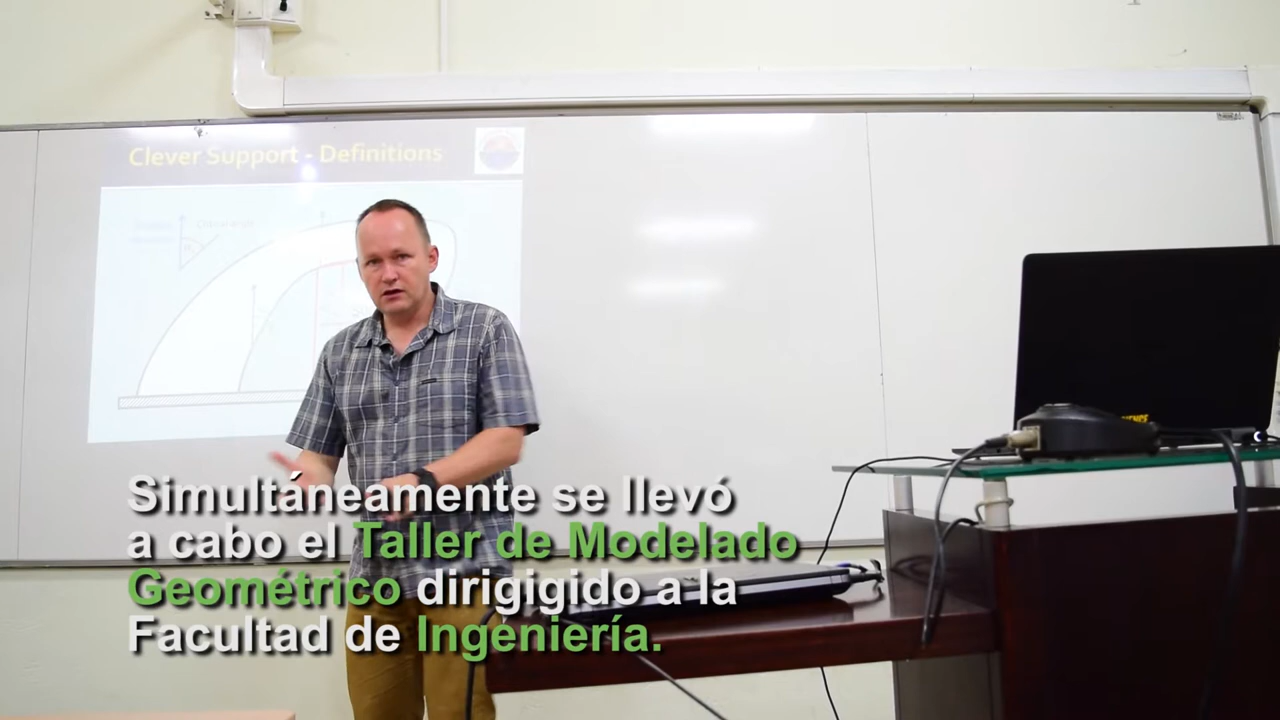 Clever Support - Definitions
Simultáneamente se llevó
a cabo el Taller de Modelado
Geométrico dirigigido a la
Facultad de Ingeniería.